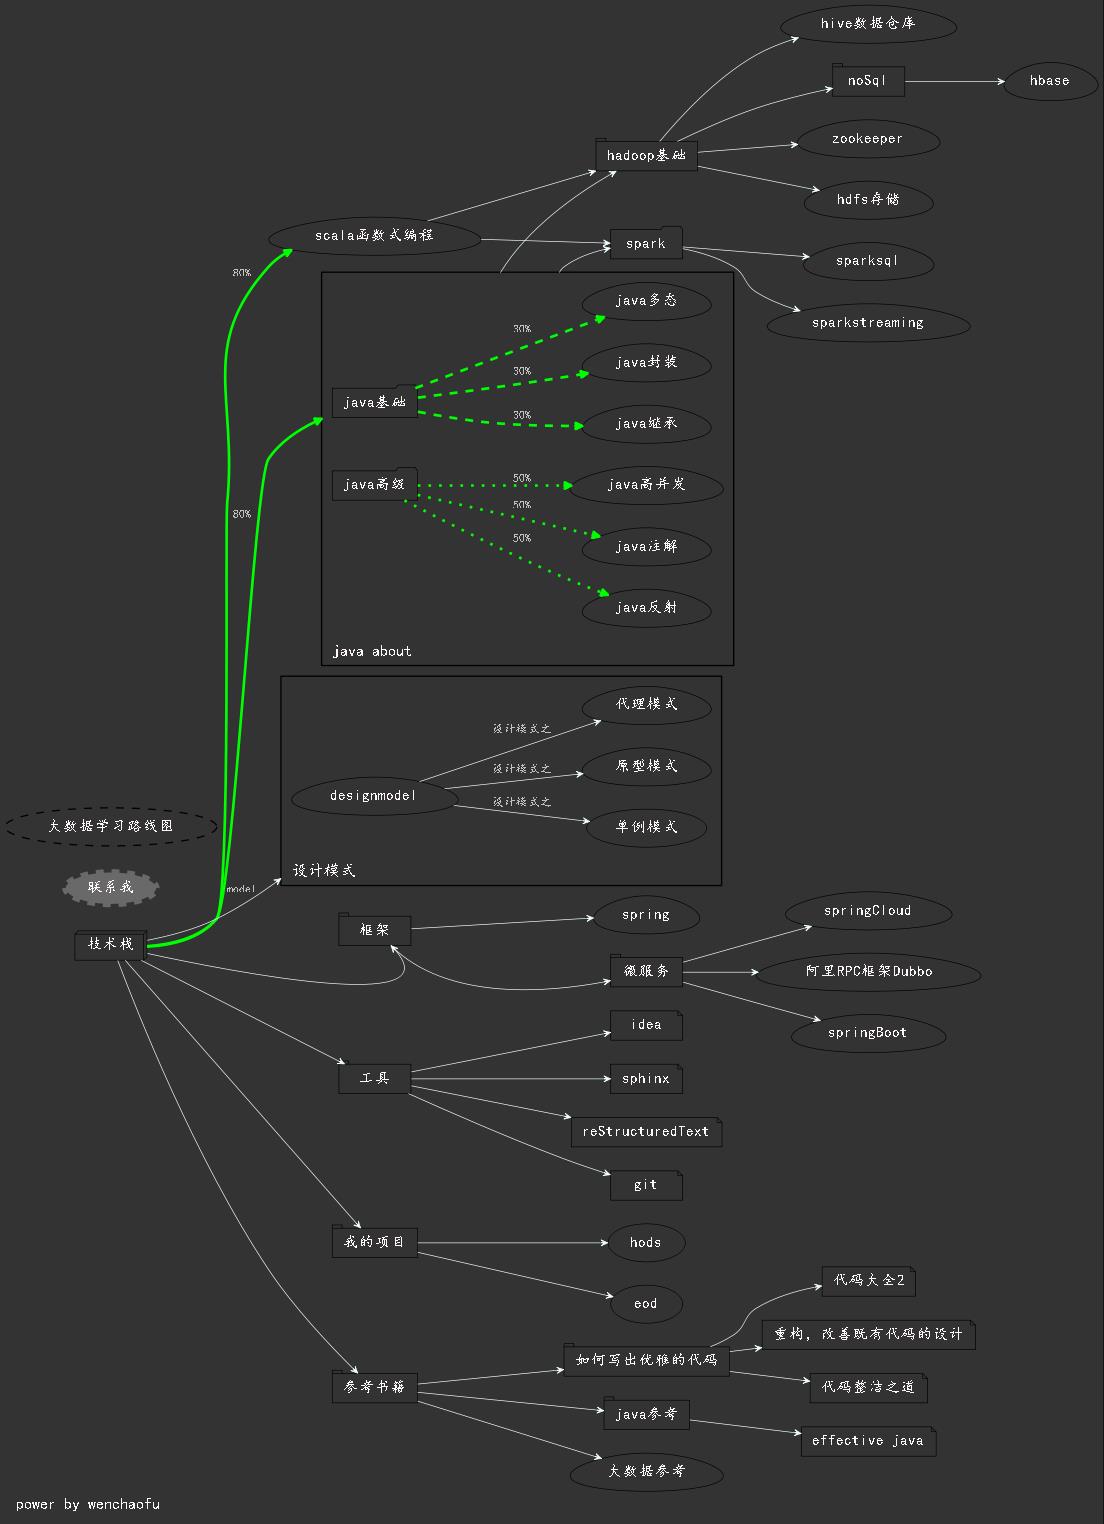 hive数据仓库
noSql
hbase
zookeeper
hadoop基础
hdfs存储
scala函数式编程
spark
sparksql
sparkstreaming
80%
java多态
30%
java封装
30%
java基础
java继承
30%
java高级
50%
java高并发
50%
80%
50%
java注解
java反射
java about
代理模式
设计模式之
原型模式
设计模式之
designmodel
设计模式之
单例模式
设计模式
大数据学习路线图
联系我
model
技术栈
框架
spring
springCloud
微服务
阿里RPC框架Dubbo
springBoot
idea
工具
sphinx
reStructuredText
git
我的项目
hods
eod
代码大全2
重构，改善既有代码的设计
如何写出优雅的代码
代码整洁之道
参考书籍
java参考
effective java
大数据参考
power by wenchaofu